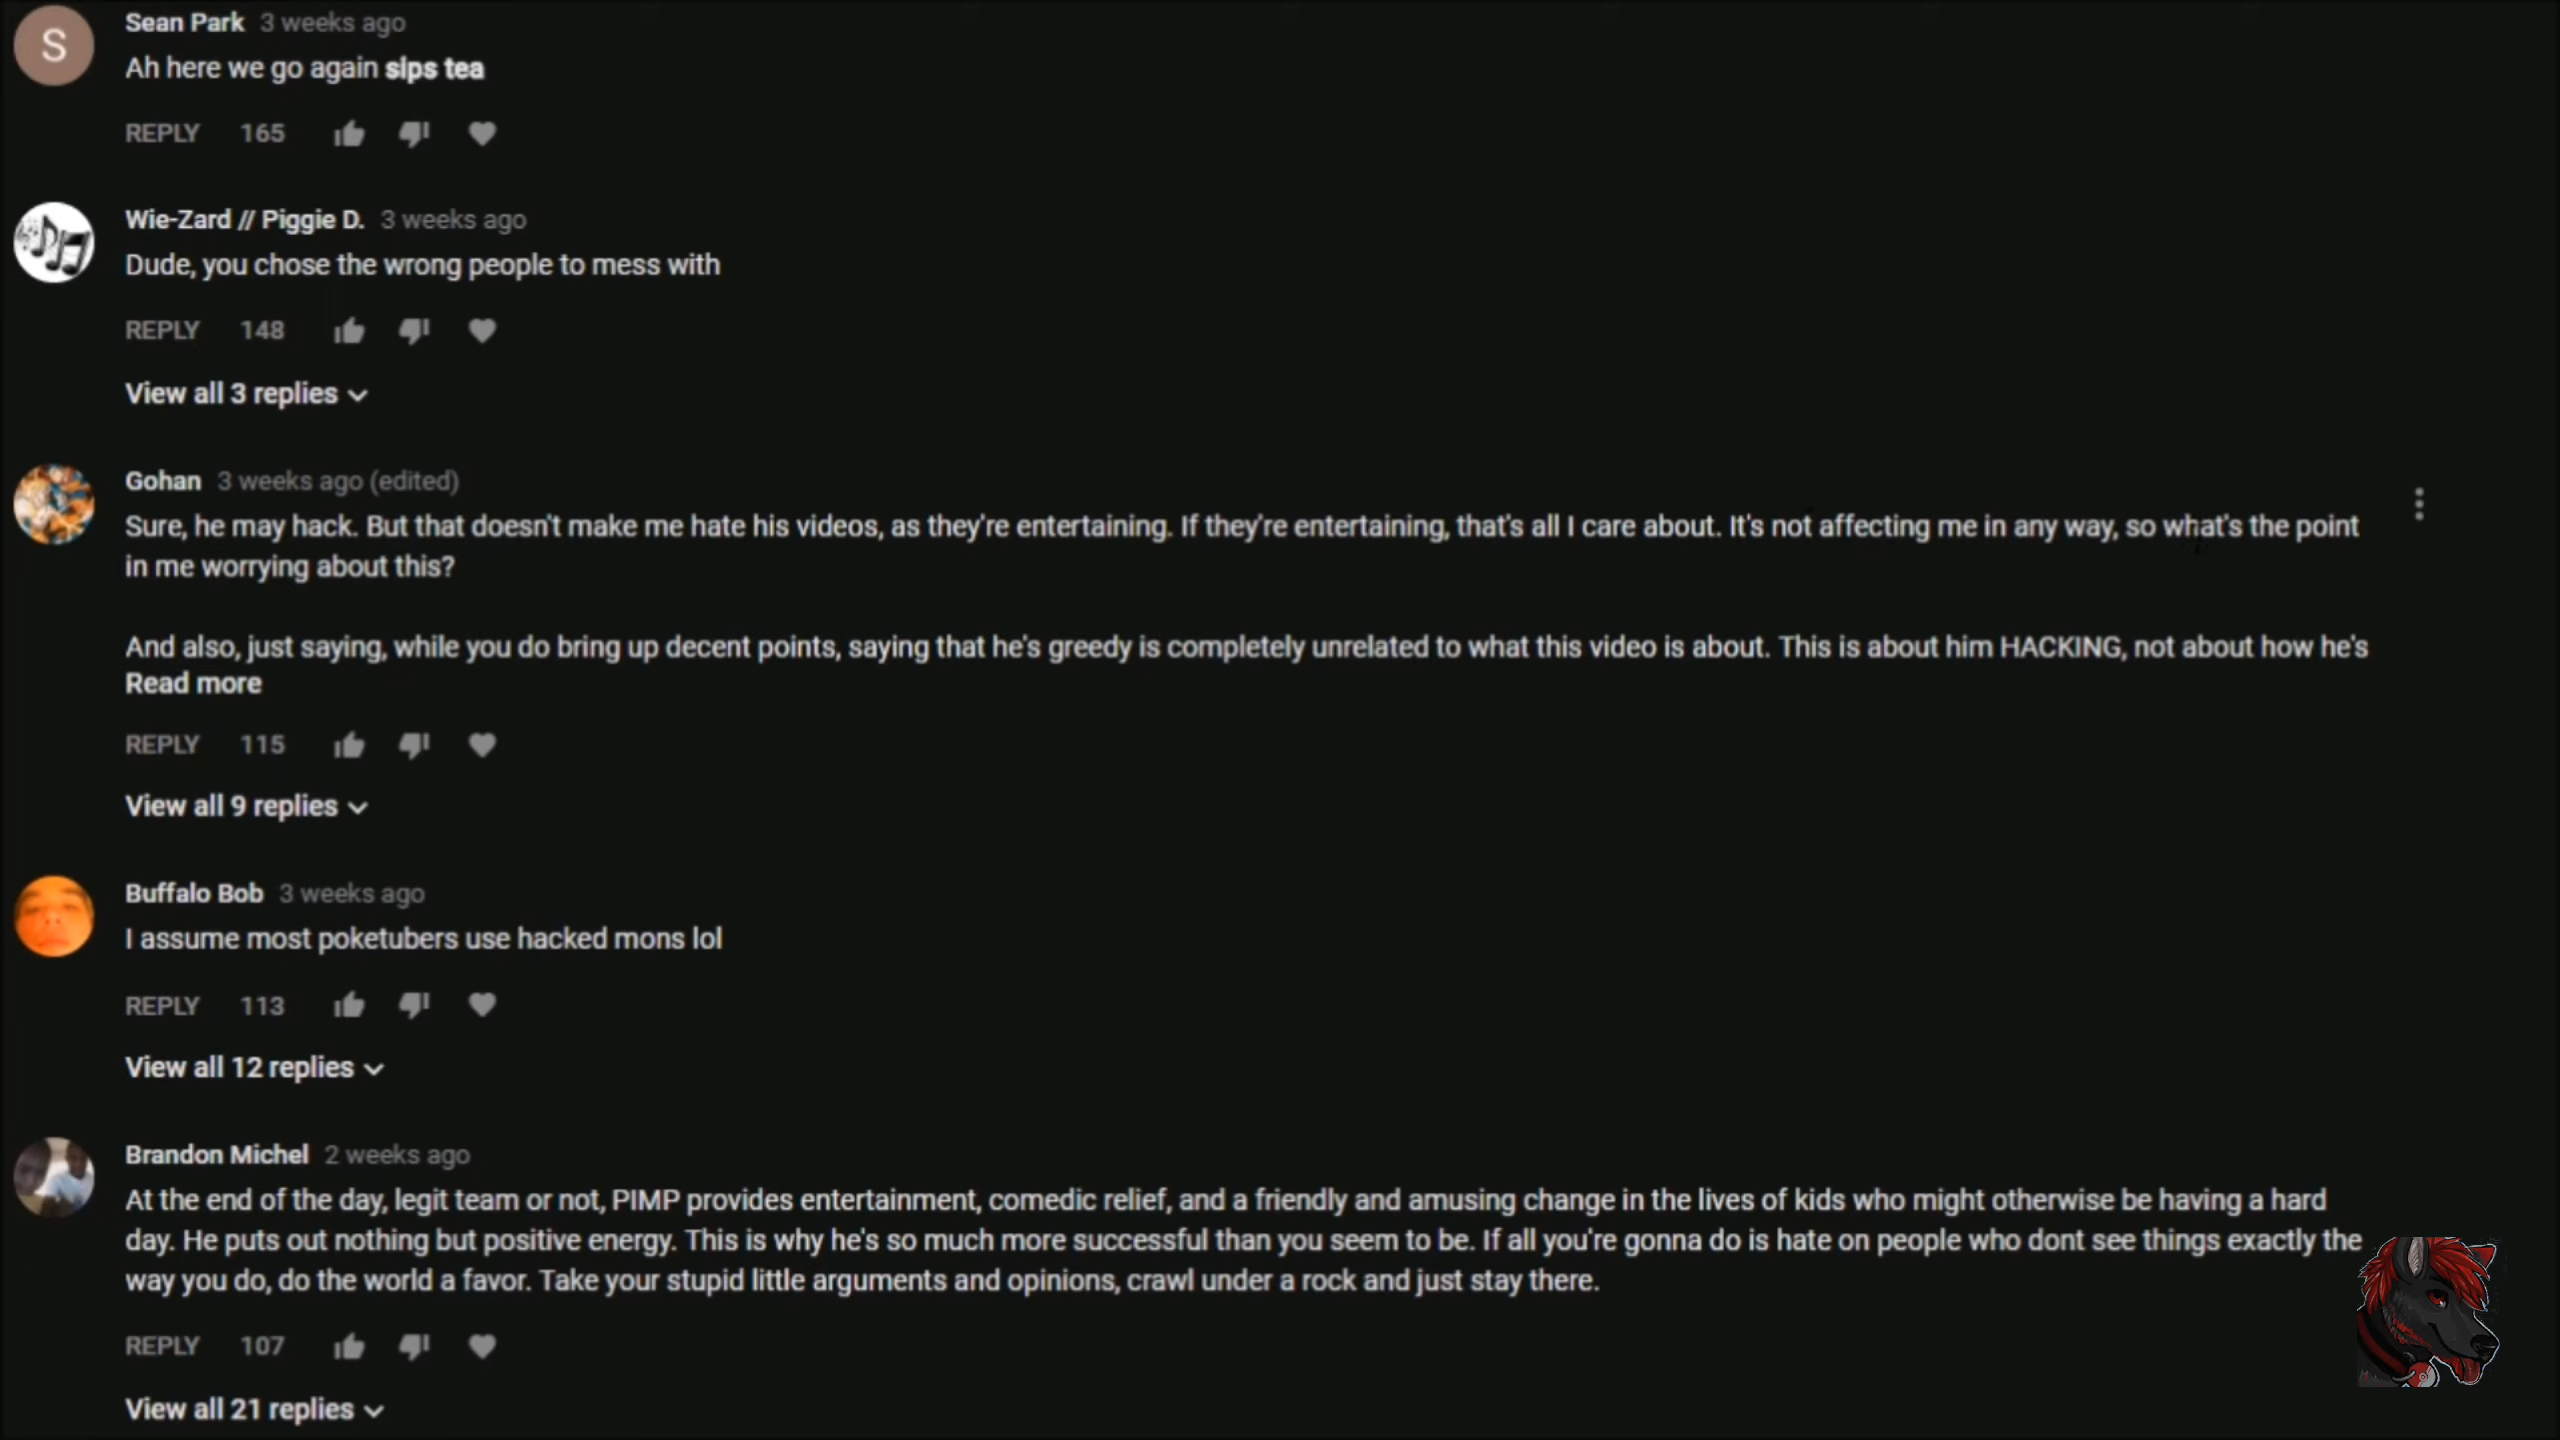 S
Sean Park 3 weeks ago
Ah here we go again sips tea
REPLY 165
Wie-Zard // Piggie D. 3 weeks ago
Dude, you chose the wrong people to mess with
REPLY 148
View all 3 replies
Gohan 3 weeks ago (edited)
Sure, he may hack. But that doesn't make me hate his videos, as they're entertaining. If they're entertaining, that's all I care about. It's not affecting me in any way, so what's the point
in me worrying about this?
And also, just saying, while you do bring up decent points, saying that he's greedy is completely unrelated to what this video is about. This is about him HACKING, not about how he's
Read more
REPLY 115
View all 9 replies
Buffalo Bob 3 weeks ago
I assume most poketubers use hacked mons lol
REPLY 113
View all 12 replies
Brandon Michel 2 weeks ago
At the end of the day, legit team or not, PIMP provides entertainment, comedic relief, and a friendly and amusing change in the lives of kids who might otherwise be having a hard
day. He puts out nothing but positive energy. This is why he's so much more successful than you seem to be. If all you're gonna do is hate on people who dont see things exactly the
way you do, do the world a favor. Take your stupid little arguments and opinions, crawl under a rock and just stay there.
REPLY 107
View all 21 replies